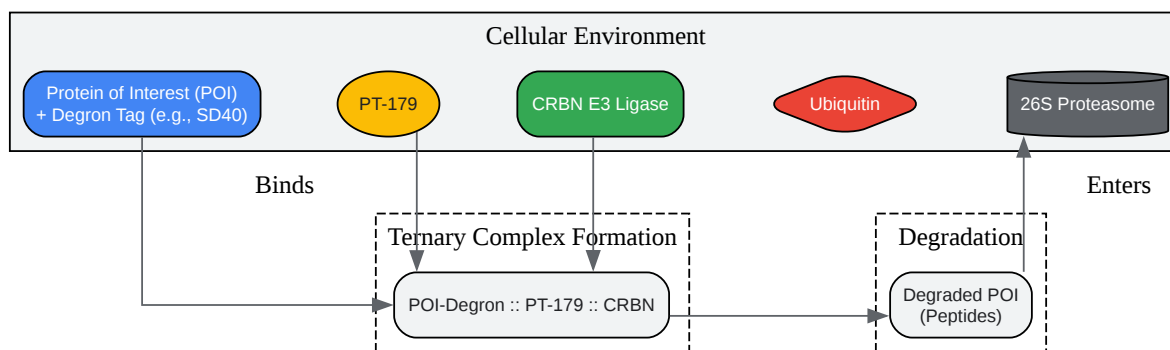 Cellular Environment
Protein of Interest (POI)
+ Degron Tag (e.g., SD40)
PT-179
CRBN E3 Ligase
Ubiquitin
26S Proteasome
Binds
Enters
Ternary Complex Formation
Degradation
POI-Degron :: PT-179 :: CRBN
Degraded POI
(Peptides)